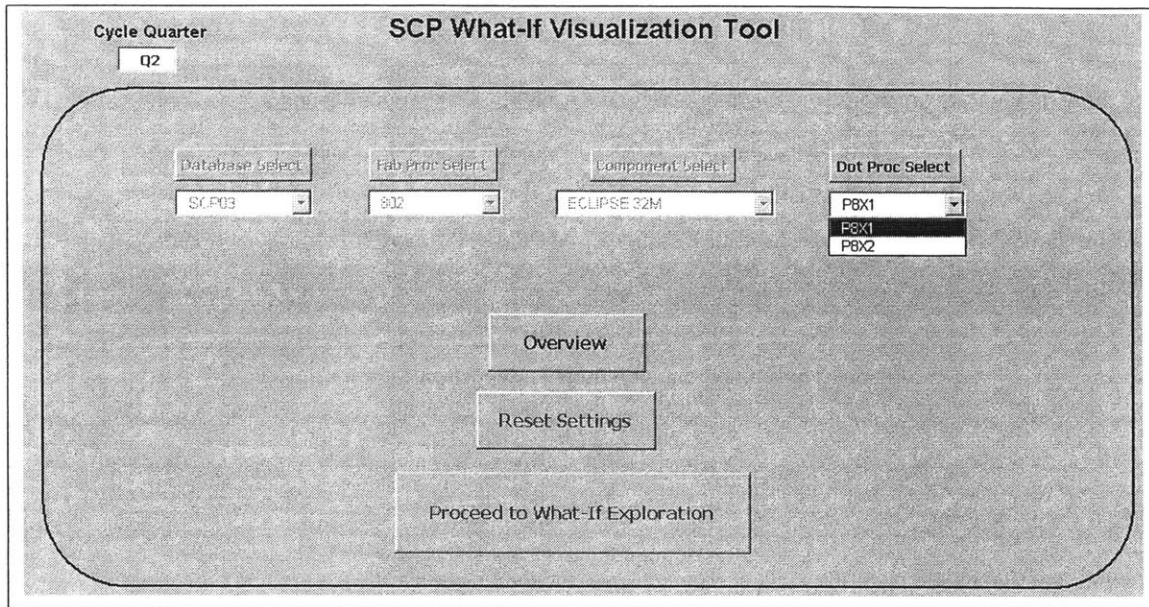 SCP What-If Visualization Tool
Cycle Quarter
Q2
Database Select
Fab Proc Select
Component Select
Dot Proc Select
SCP03
802
ECLIPSE 32M
P8X1
P8X1
P8X2
Overview
Reset Settings
Proceed to What-If Exploration